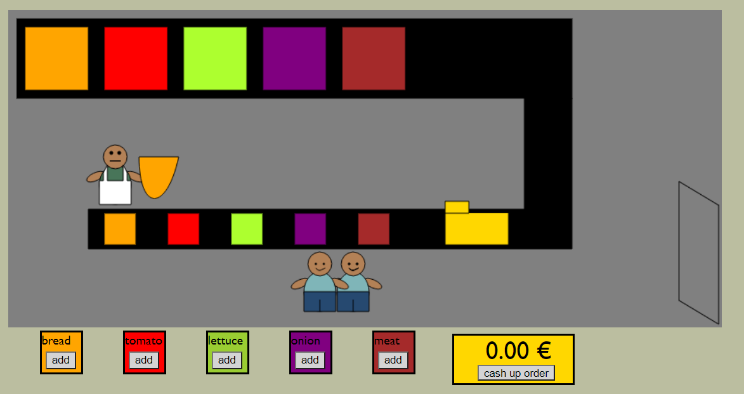 bread
add
tomato
add
lettuce
add
onion
add
meat
add
0.00 €
cash up order